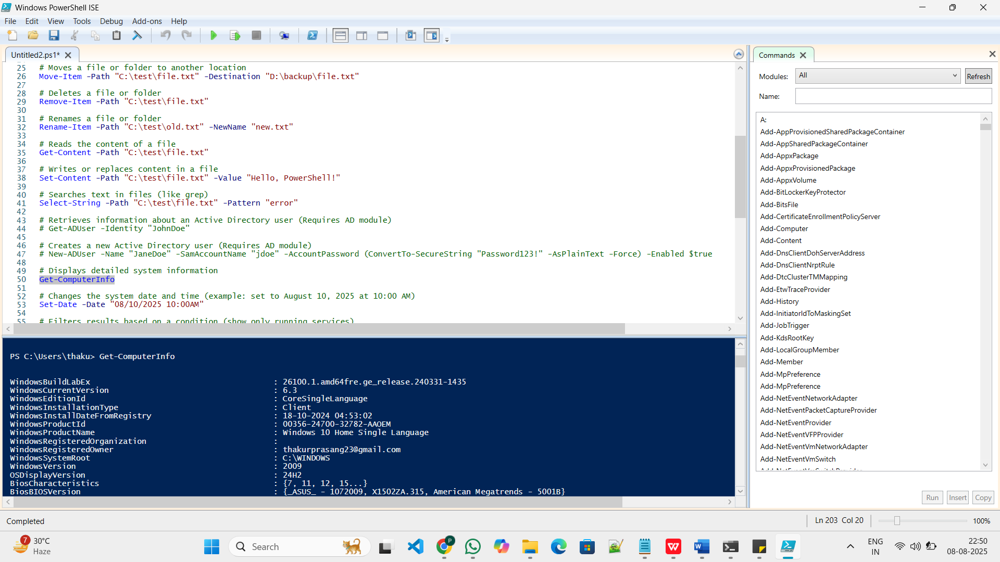 Windows PowerShell ISE
File Edit View Tools Debug Add-ons Help
Untitled2.ps1*
25 # Moves a file or folder to another location
26 Move-Item -Path "C:\test\file.txt" -Destination "D:\backup\file.txt"
27
28 # Deletes a file or folder
29 Remove-Item -Path "C:\test\file.txt"
30
31 # Renames a file or folder
32 Rename-Item -Path "C:\test\old.txt" -NewName "new.txt"
33
34 # Reads the content of a file
35 Get-Content -Path "C:\test\file.txt"
36
37 # Writes or replaces content in a file
38 Set-Content -Path "C:\test\file.txt" -Value "Hello, PowerShell!"
39
40 # Searches text in files (like grep)
41 Select-String -Path "C:\test\file.txt" -Pattern "error"
42
43 # Retrieves information about an Active Directory user (Requires AD module)
44 # Get-ADUser -Identity "JohnDoe"
45
46 # Creates a new Active Directory user (Requires AD module)
47 # New-ADUser -Name "JaneDoe" -SamAccountName "jdoe" -AccountPassword (ConvertTo-SecureString "Password123!" -AsPlainText -Force) -Enabled $true
48
49 # Displays detailed system information
50 Get-ComputerInfo
51
52 # Changes the system date and time (example: set to August 10, 2025 at 10:00 AM)
53 Set-Date -Date "08/10/2025 10:00AM"
54
55 # Filters results based on a condition (show only running services)
PS C:\Users\thaku> Get-ComputerInfo
WindowsBuildLabEx : 26100.1.amd64fre.ge_release.240331-1435
WindowsCurrentVersion : 6.3
WindowsEditionId : CoreSingleLanguage
WindowsInstallationType : Client
WindowsInstallDateFromRegistry : 18-10-2024 04:53:02
WindowsProductId : 00356-24700-32782-AAOEM
WindowsProductName : Windows 10 Home Single Language
WindowsRegisteredOrganization :
WindowsRegisteredOwner : thakurprasang23@gmail.com
WindowsSystemRoot : C:\WINDOWS
WindowsVersion : 2009
OSDisplayVersion : 24H2
BiosCharacteristics : {7, 11, 12, 15...}
BiosBIOSVersion : {_ASUS_ - 1072009, X1502ZA.315, American Megatrends - 5001B}
Commands
Modules: All Refresh
Name:
A:
Add-AppProvisionedSharedPackageContainer
Add-AppSharedPackageContainer
Add-AppxPackage
Add-AppxProvisionedPackage
Add-AppxVolume
Add-BitLockerKeyProtector
Add-BitsFile
Add-CertificateEnrollmentPolicyServer
Add-Computer
Add-Content
Add-DnsClientDohServerAddress
Add-DnsClientNrptRule
Add-DtcClusterTMMapping
Add-EtwTraceProvider
Add-History
Add-InitiatorIdToMaskingSet
Add-JobTrigger
Add-KdsRootKey
Add-LocalGroupMember
Add-Member
Add-MpPreference
Add-MpPreference
Add-NetEventNetworkAdapter
Add-NetEventPacketCaptureProvider
Add-NetEventProvider
Add-NetEventVFPProvider
Add-NetEventVmNetworkAdapter
Add-NetEventVmSwitch
Run Insert Copy
Completed
Ln 203 Col 20
100%
7
30°C
Haze
Search
P
W
ENG
IN
22:50
08-08-2025